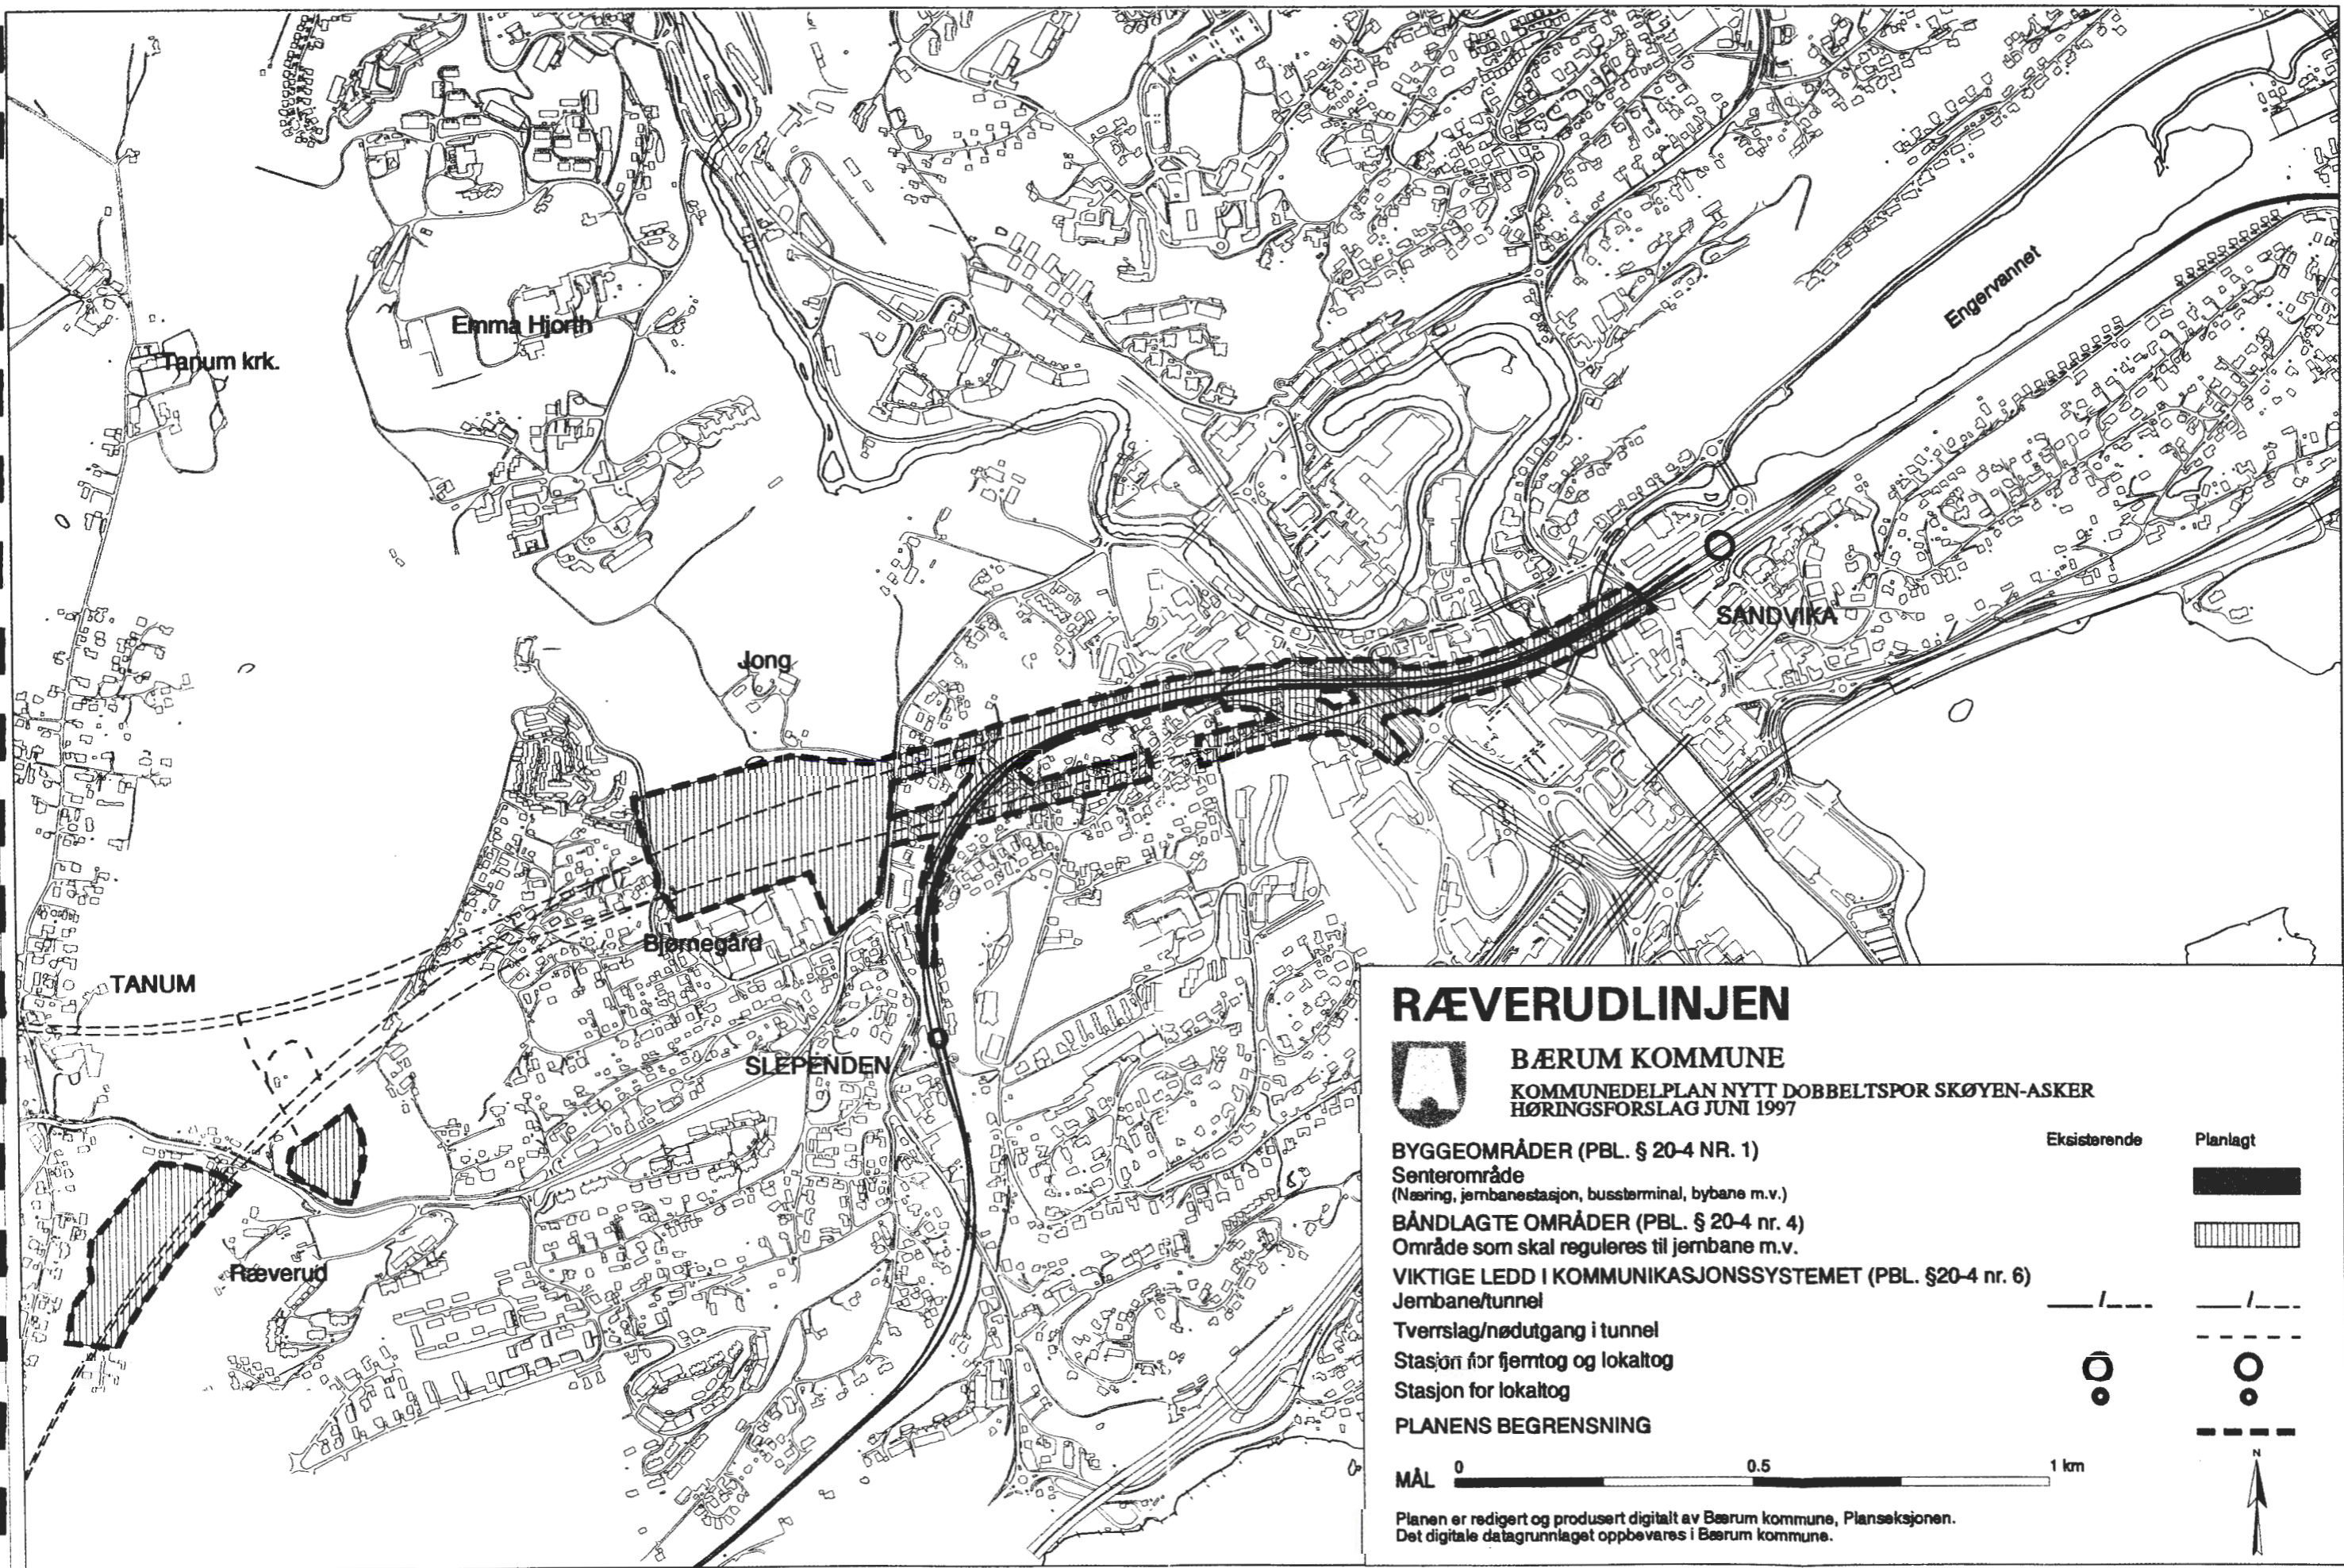 Engervannet
Emma Hjorth
Tanum krk.
SANDVIKA
Jong
Bjørnegård
TANUM
SLEPENDEN
Ræverud
RÆVERUDLINJEN
BÆRUM KOMMUNE
KOMMUNEDELPLAN NYTT DOBBELTSPOR SKØYEN-ASKER
HØRINGSFORSLAG JUNI 1997
Eksisterende Planlagt
BYGGEOMRÅDER (PBL. § 20-4 NR. 1)
Senterområde
(Næring, jernbanestasjon, bussterminal, bybane m.v.)
BÅNDLAGTE OMRÅDER (PBL. § 20-4 nr. 4)
Område som skal reguleres til jernbane m.v.
VIKTIGE LEDD I KOMMUNIKASJONSSYSTEMET (PBL. §20-4 nr. 6)
Jernbane/tunnel
Tverrslag/nødutgang i tunnel
Stasjon for fjerntog og lokaltog
Stasjon for lokaltog
PLANENS BEGRENSNING
N
MÅL 0 0.5 1 km
Planen er redigert og produsert digitalt av Bærum kommune, Planseksjonen.
Det digitale datagrunnlaget oppbevares i Bærum kommune.